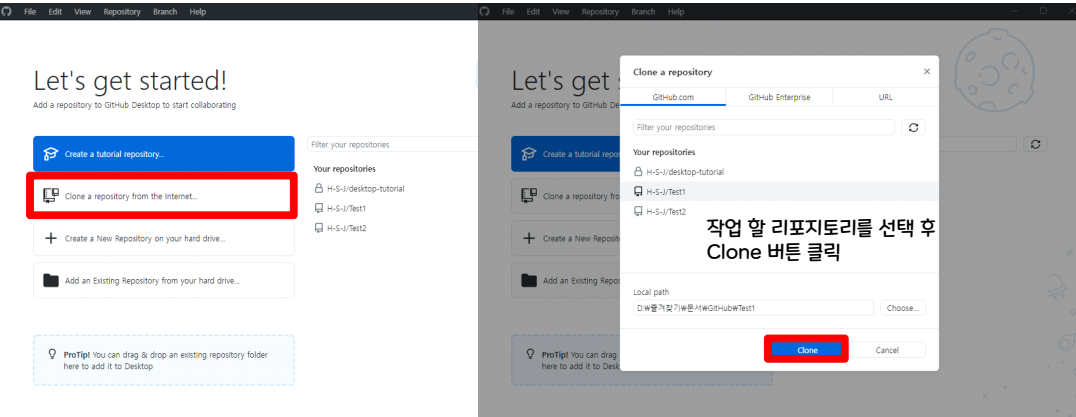 File Edit View Repository Branch Help
Let's get started!
Add a repository to GitHub Desktop to start collaborating
Create a tutorial repository...
Clone a repository from the Internet...
Create a New Repository on your hard drive...
Add an Existing Repository from your hard drive...
ProTip! You can drag & drop an existing repository folder
here to add it to Desktop
Filter your repositories
Your repositories
H-S-J/desktop-tutorial
H-S-J/Test1
H-S-J/Test2
File Edit View Repository Branch Help
Let's get s
Add a repository to GitHub De
Create a tutorial repos
Clone a repository fro
Create a New Reposit
Add an Existing Repos
ProTip! You can drag
here to add it to Desk
Clone a repository
GitHub.com GitHub Enterprise URL
Filter your repositories
Your repositories
H-S-J/desktop-tutorial
H-S-J/Test1
H-S-J/Test2
작업 할 리포지토리를 선택 후
Clone 버튼 클릭
Local path
D:₩즐겨찾기₩문서₩GitHub₩Test1 Choose...
Clone Cancel